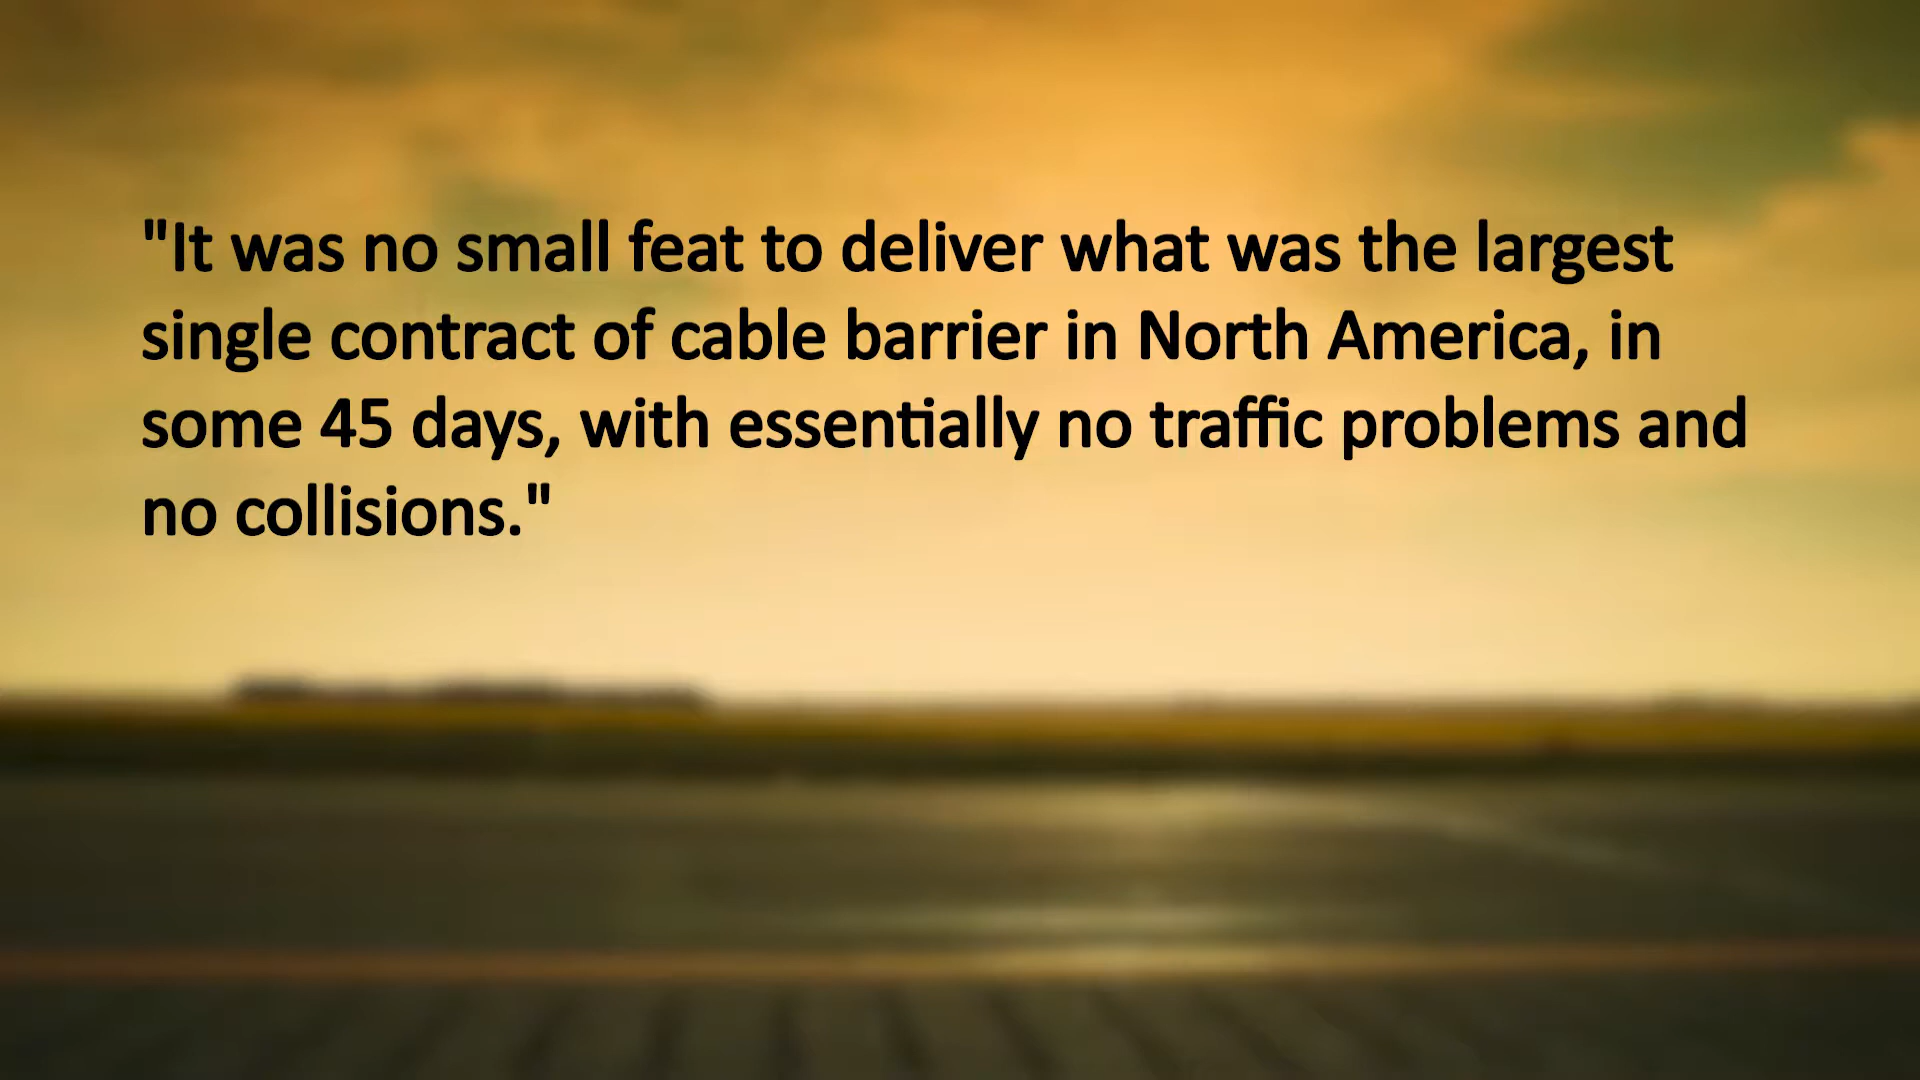 "It was no small feat to deliver what was the largest
single contract of cable barrier in North America, in
some 45 days, with essentially no traffic problems and
no collisions."